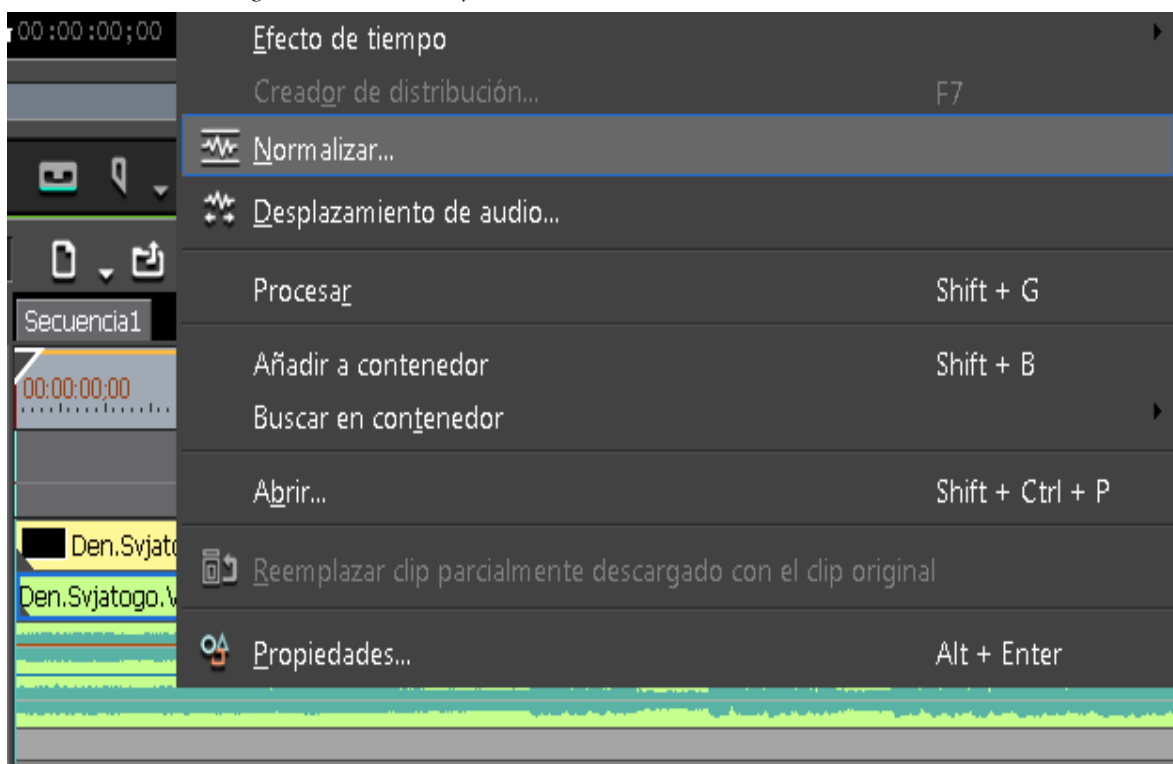 00:00:00;00
Efecto de tiempo
Creador de distribución... F7
Normalizar...
Desplazamiento de audio...
Procesar Shift + G
Secuencia1
Añadir a contenedor Shift + B
00:00:00;00
Buscar en contenedor
Abrir... Shift + Ctrl + P
Den.Svjato
Reemplazar clip parcialmente descargado con el clip original
Den.Svjatogo.V
Propiedades... Alt + Enter